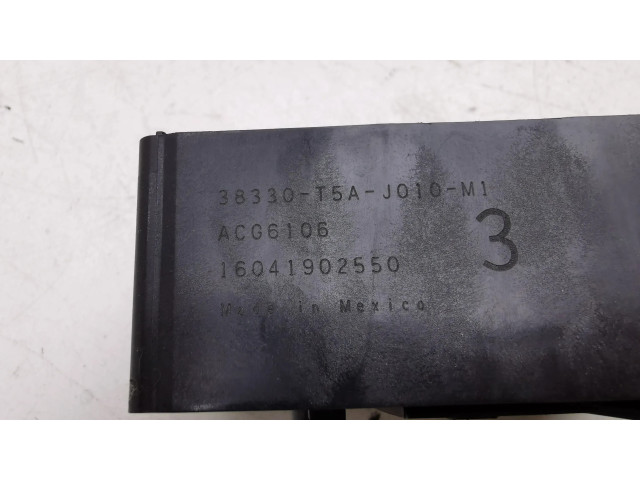 38330-T5A-J010-M1
ACG6106
3
16041902550
Made in Mexico